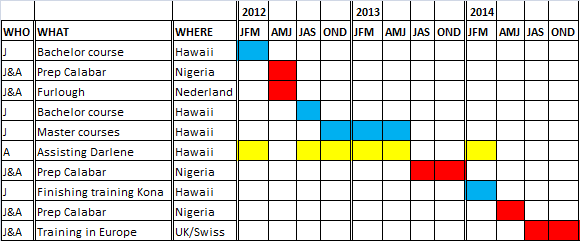 2012 2013 2014
WHO WHAT WHERE JFM AMJ JAS OND JFM AMJ JAS OND JFM AMJ JAS OND
J Bachelor course Hawaii
J&A Prep Calabar Nigeria
J&A Furlough Nederland
J Bachelor course Hawaii
J Master courses Hawaii
A Assisting Darlene Hawaii
J&A Prep Calabar Nigeria
J Finishing training Kona Hawaii
J&A Prep Calabar Nigeria
J&A Training in Europe UK/Swiss